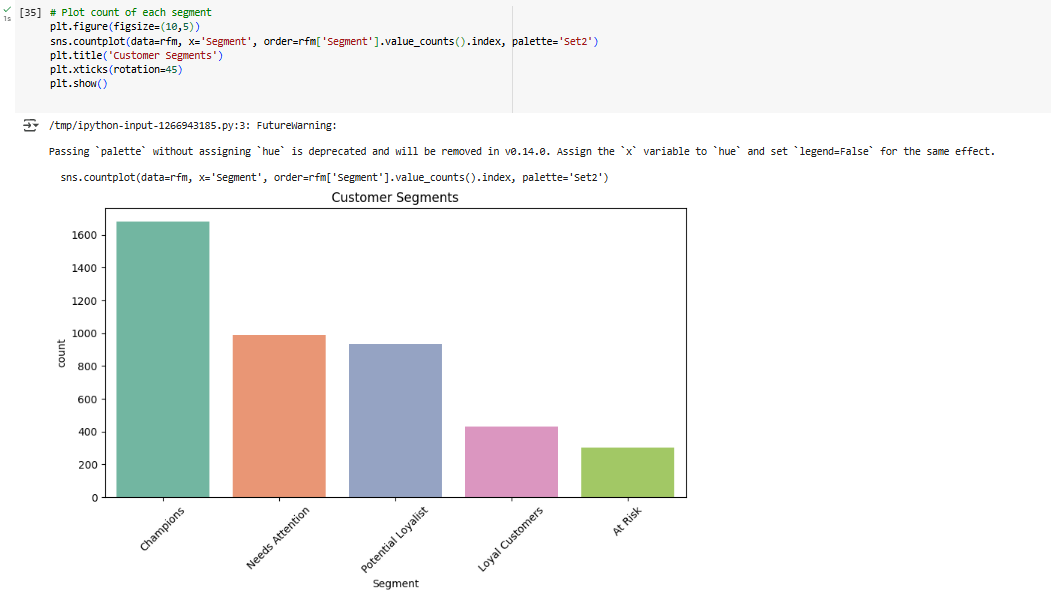 [35] # Plot count of each segment
plt.figure(figsize=(10,5))
sns.countplot(data=rfm, x='Segment', order=rfm['Segment'].value_counts().index, palette='Set2')
plt.title('Customer Segments')
plt.xticks(rotation=45)
plt.show()
1s
/tmp/ipython-input-1266943185.py:3: FutureWarning:
Passing `palette` without assigning `hue` is deprecated and will be removed in v0.14.0. Assign the `x` variable to `hue` and set `legend=False` for the same effect.
sns.countplot(data=rfm, x='Segment', order=rfm['Segment'].value_counts().index, palette='Set2')
Customer Segments
1600
1400
1200
1000
800
600
400
200
0
count
Champions
Needs Attention
Potential Loyalist
Loyal Customers
At Risk
Segment